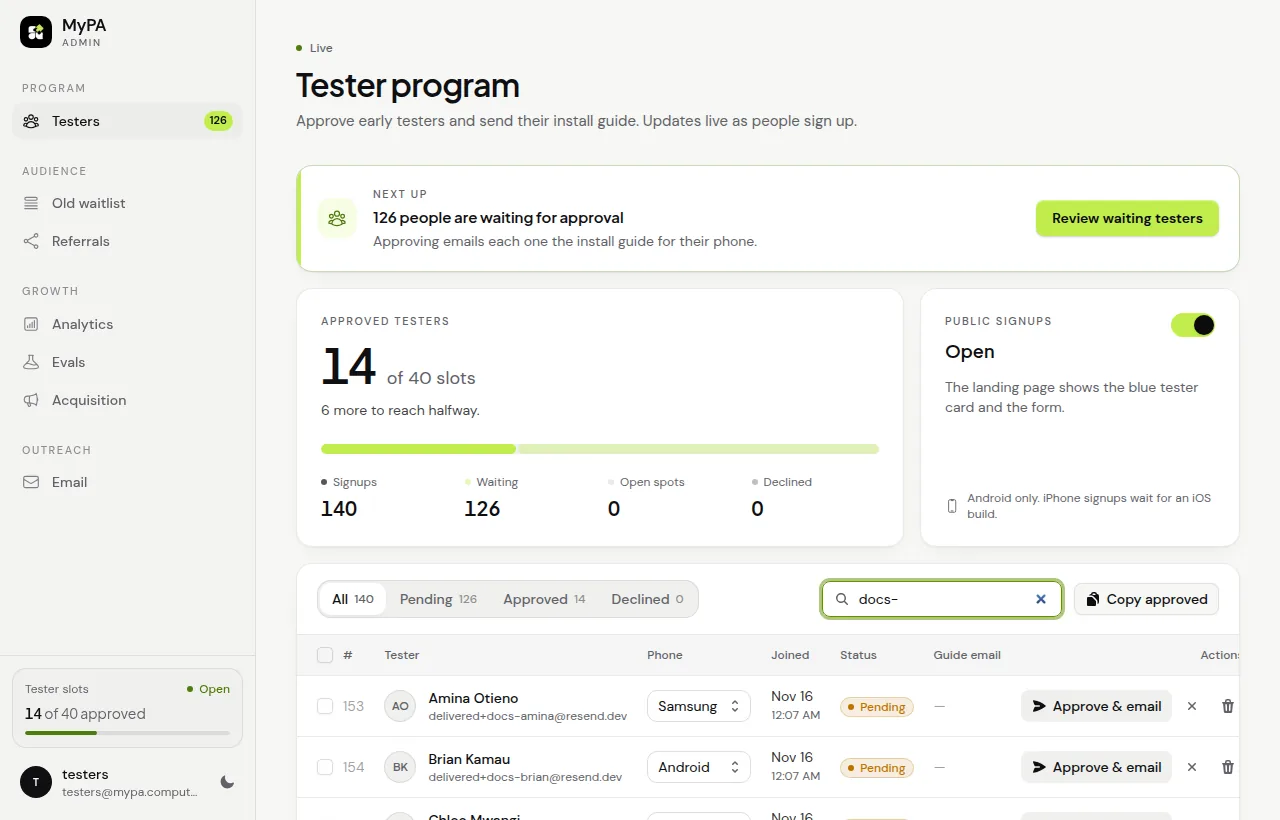 MyPA
ADMIN
PROGRAM
Testers 126
AUDIENCE
Old waitlist
Referrals
GROWTH
Analytics
Evals
Acquisition
OUTREACH
Email
Tester slots Open
14 of 40 approved
T
testers
testers@mypa.comput...
Live
Tester program
Approve early testers and send their install guide. Updates live as people sign up.
NEXT UP
126 people are waiting for approval
Approving emails each one the install guide for their phone.
Review waiting testers
APPROVED TESTERS
14 of 40 slots
6 more to reach halfway.
Signups Waiting Open spots Declined
140 126 0 0
PUBLIC SIGNUPS
Open
The landing page shows the blue tester
card and the form.
Android only. iPhone signups wait for an iOS
build.
All 140 Pending 126 Approved 14 Declined 0
docs-
Copy approved
# Tester Phone Joined Status Guide email Actions
153 AO Amina Otieno Samsung Nov 16 Pending — Approve & email
delivered+docs-amina@resend.dev 12:07 AM
154 BK Brian Kamau Android Nov 16 Pending — Approve & email
delivered+docs-brian@resend.dev 12:07 AM
Chloe Mwangi Nov 16